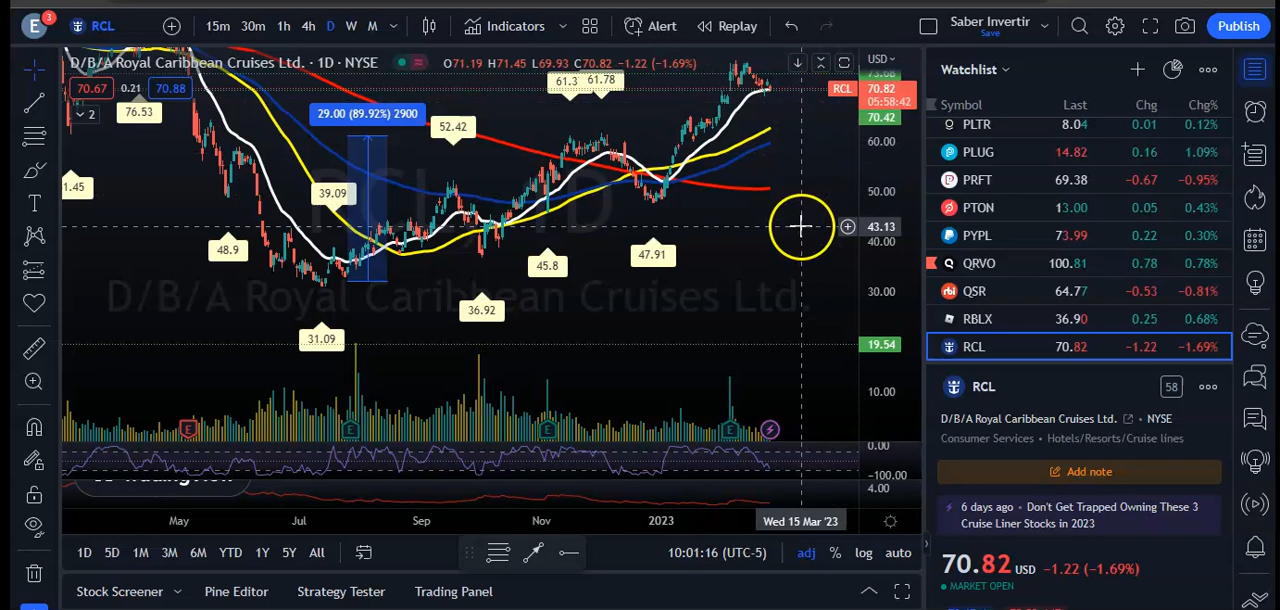 E 3 RCL 15m 30m 1h 4h D W M Indicators Alert Replay Saber Invertir Save Publish
D/B/A Royal Caribbean Cruises Ltd. · 1D · NYSE O71.19 H71.45 L69.93 C70.82 −1.22 (−1.69%) USD
70.67 0.21 70.88
2
RCL 70.82
05:58:42
70.42
60.00
50.00
43.13
40.00
30.00
19.54
10.00
0.00
−100.00
4.00
76.53
1.45
48.9
39.09
31.09
29.00 (89.92%) 2900
52.42
36.92
45.8
61.78
47.91
RCL, 1D
D/B/A Royal Caribbean Cruises Ltd.
E E E E
May Jul Sep Nov 2023 Wed 15 Mar '23
1D 5D 1M 3M 6M YTD 1Y 5Y All 10:01:16 (UTC-5) adj % log auto
Stock Screener Pine Editor Strategy Tester Trading Panel
Watchlist
Symbol Last Chg Chg%
PLTR 8.04 0.01 0.12%
PLUG 14.82 0.16 1.09%
PRFT 69.38 −0.67 −0.95%
PTON 13.00 0.05 0.43%
PYPL 73.99 0.22 0.30%
QRVO 100.81 0.78 0.78%
rbi QSR 64.77 −0.53 −0.81%
RBLX 36.90 0.25 0.68%
RCL 70.82 −1.22 −1.69%
RCL 58
D/B/A Royal Caribbean Cruises Ltd. · NYSE
Consumer Services · Hotels/Resorts/Cruise lines
Add note
6 days ago · Don't Get Trapped Owning These 3
Cruise Liner Stocks in 2023
70.82 USD −1.22 (−1.69%)
MARKET OPEN